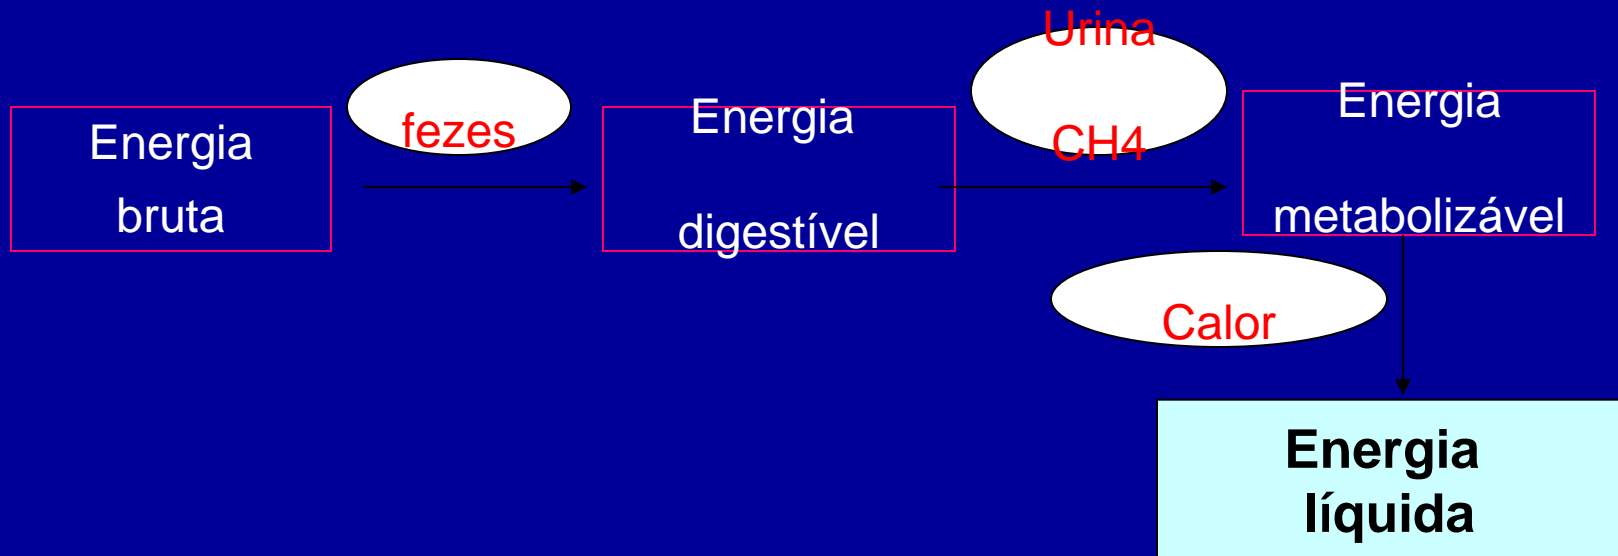 Energia
bruta
fezes
Energia
digestível
Urina
CH4
Energia
metabolizável
Calor
Energia
líquida